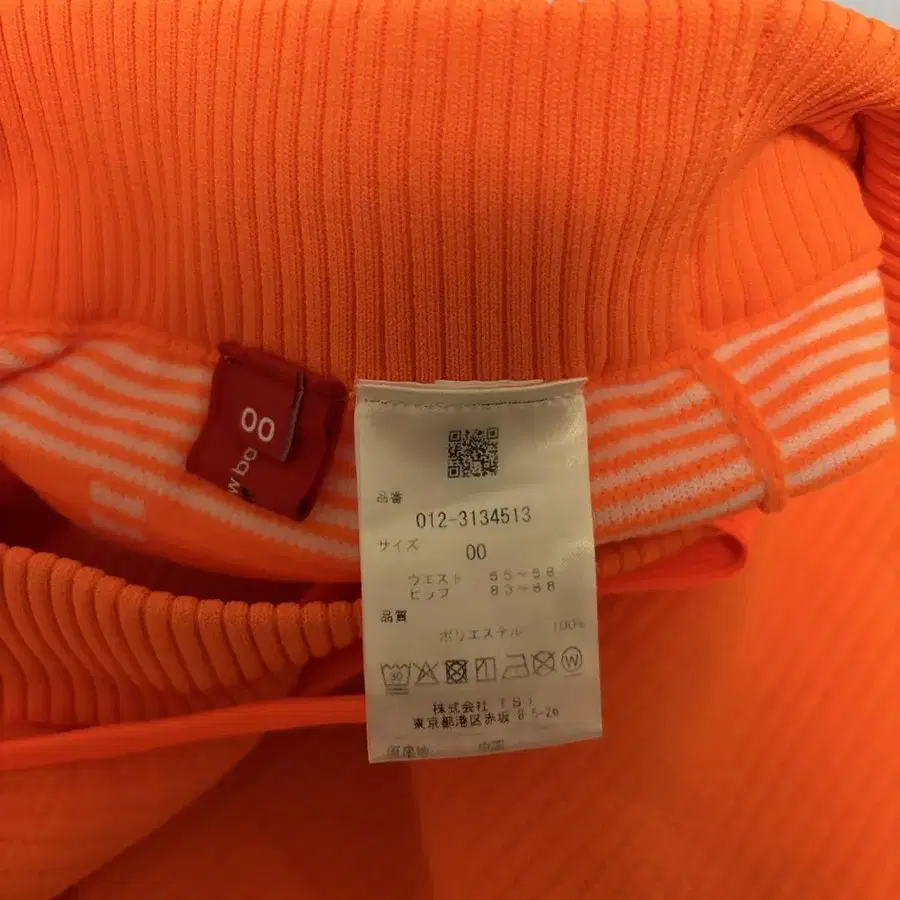 00
w ba
品番
012-3134513
サイズ
00
ウエスト 55~58
ヒップ 83~88
品質
ポリエステル 100%
30
W
株式会社 TSI
東京都港区赤坂 8-5-26
原産地 中国